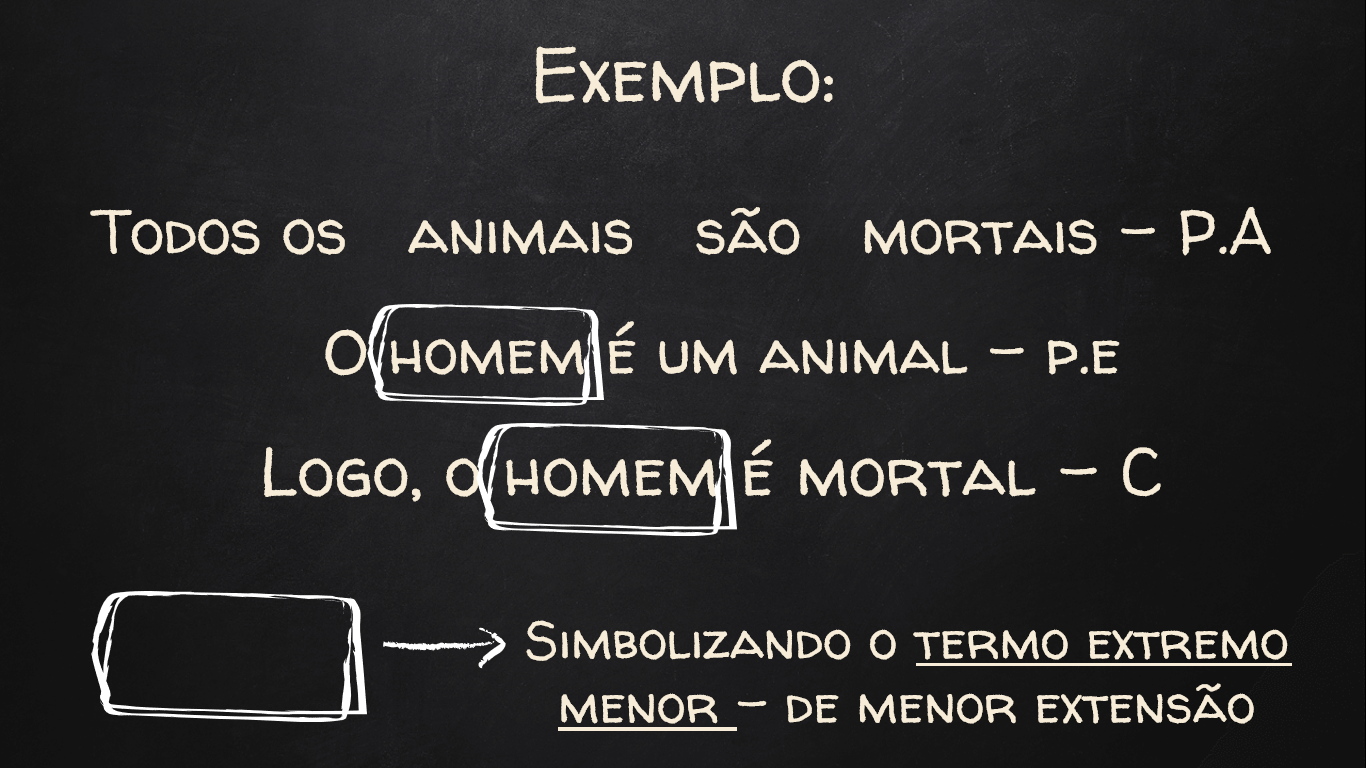 Exemplo:
Todos os animais são mortais – P.A
O homem é um animal – p.e
Logo, o homem é mortal – C
Simbolizando o termo extremo
menor – de menor extensão